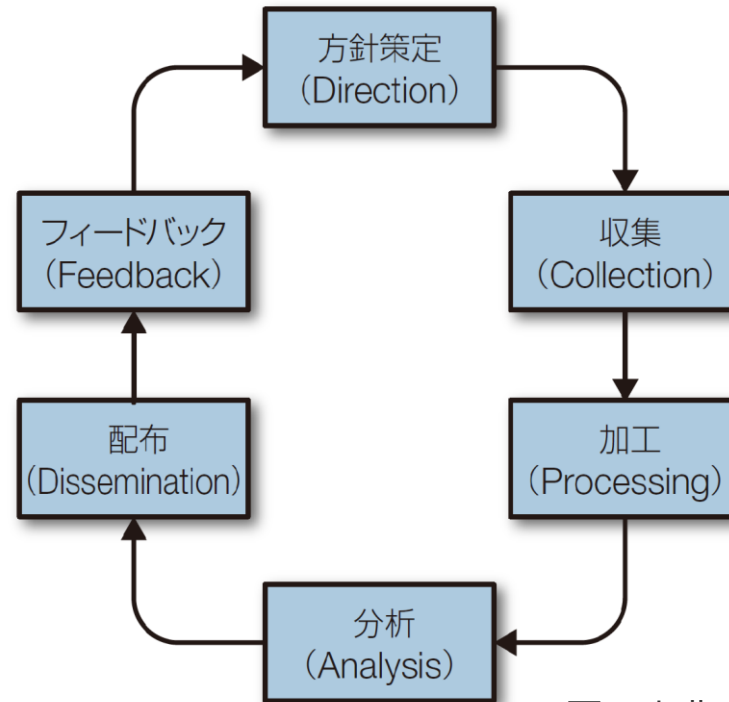 方針策定
（Direction）
フィードバック
（Feedback）
収集
（Collection）
配布
（Dissemination）
加工
（Processing）
分析
（Analysis）